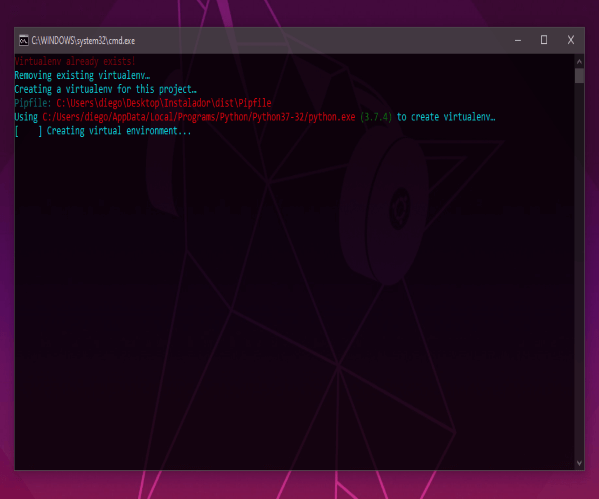 C:\WINDOWS\system32\cmd.exe
Virtualenv already exists!
Removing existing virtualenv…
Creating a virtualenv for this project…
Pipfile: C:\Users\diego\Desktop\Instalador\dist\Pipfile
Using C:/Users/diego/AppData/Local/Programs/Python/Python37-32/python.exe (3.7.4) to create virtualenv…
[    ] Creating virtual environment...